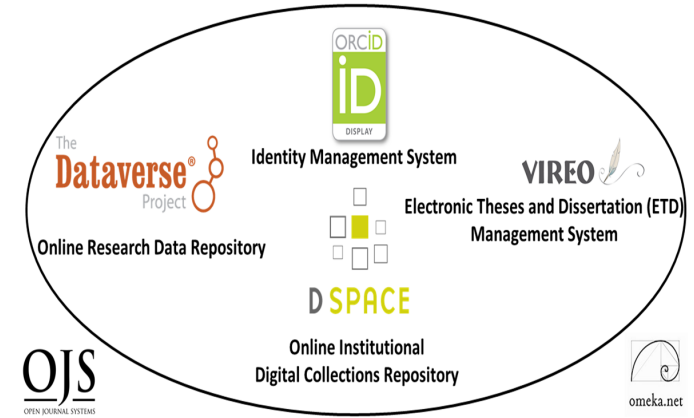 ORCID
iD
DISPLAY
Identity Management System
The
Dataverse®
Project
Online Research Data Repository
VIREO
Electronic Theses and Dissertation (ETD)
Management System
D SPACE
Online Institutional
Digital Collections Repository
OJS
OPEN JOURNAL SYSTEMS
omeka.net